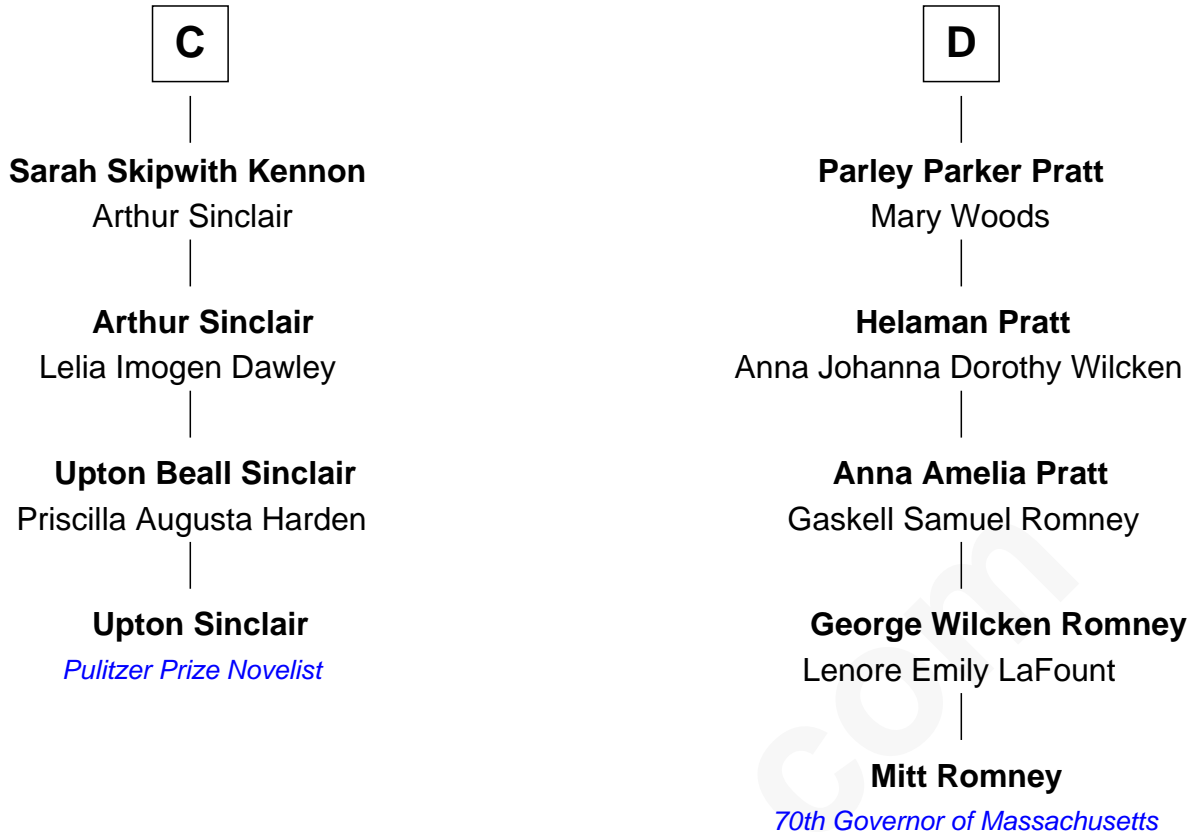 C
Sarah Skipwith Kennon
Arthur Sinclair
Arthur Sinclair
Lelia Imogen Dawley
Upton Beall Sinclair
Priscilla Augusta Harden
Upton Sinclair
Pulitzer Prize Novelist
D
Parley Parker Pratt
Mary Woods
Helaman Pratt
Anna Johanna Dorothy Wilcken
Anna Amelia Pratt
Gaskell Samuel Romney
George Wilcken Romney
Lenore Emily LaFount
Mitt Romney
70th Governor of Massachusetts
com